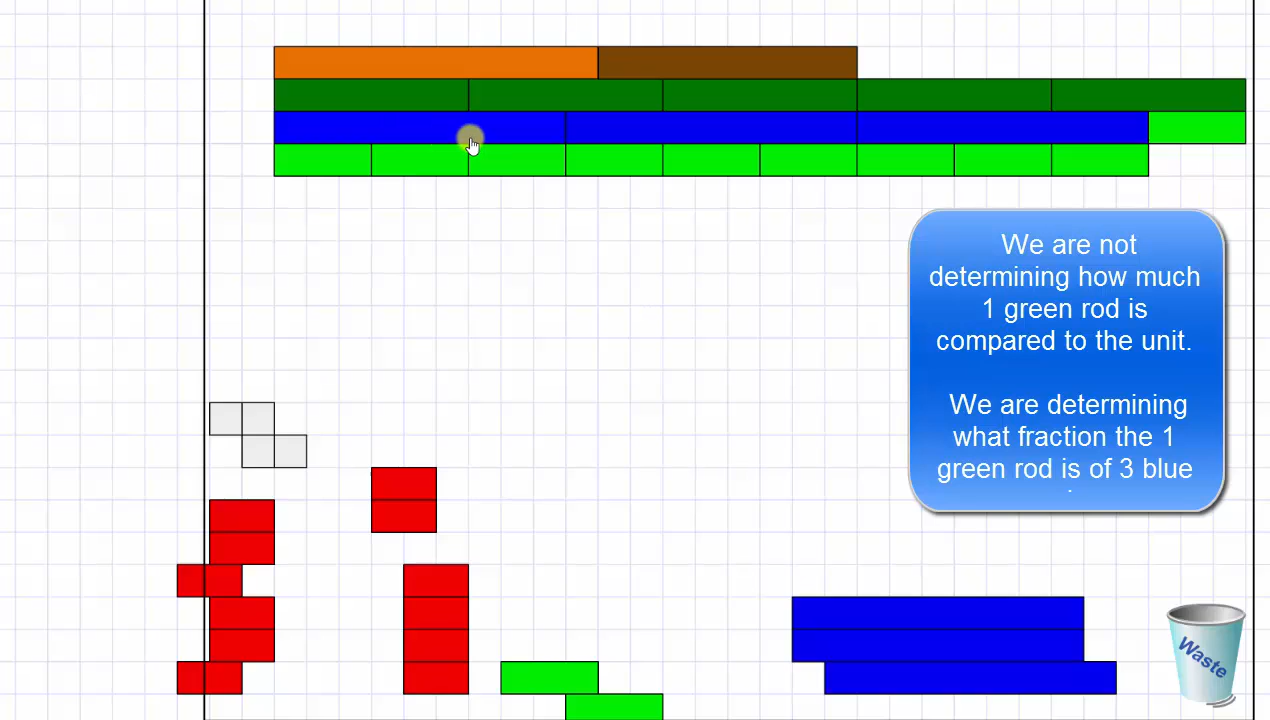 We are not
determining how much
1 green rod is
compared to the unit.
We are determining
what fraction the 1
green rod is of 3 blue
Waste